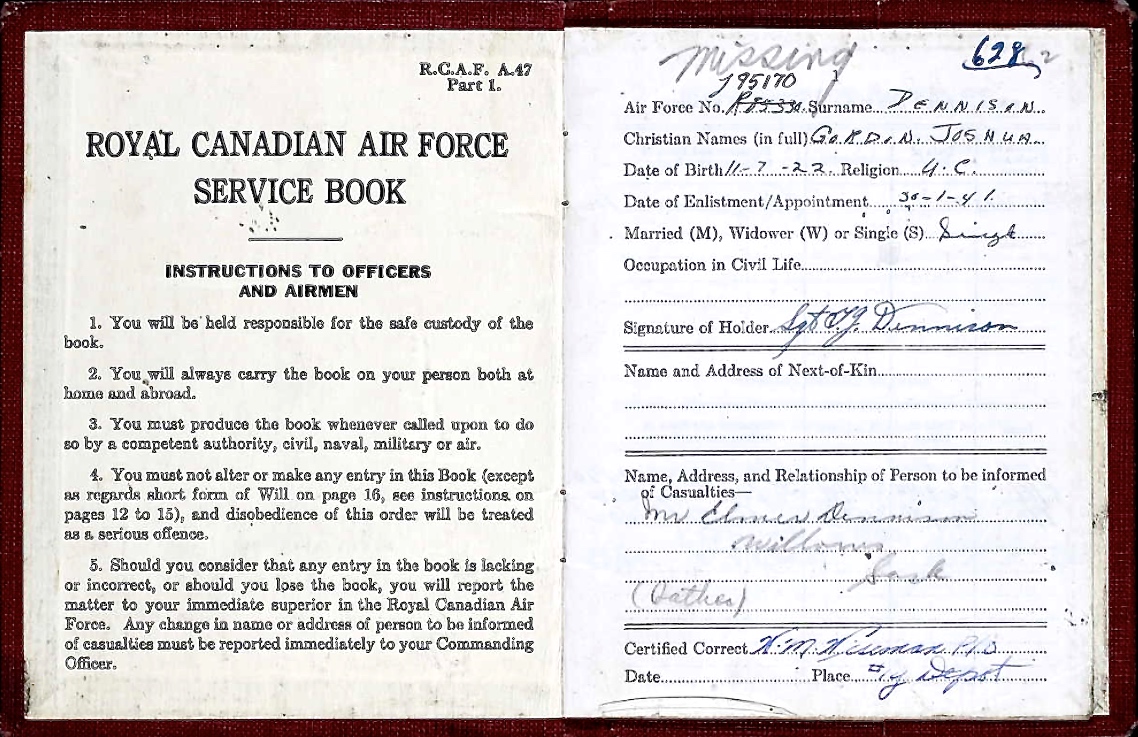 R.C.A.F. A.47
Part 1.
ROYAL CANADIAN AIR FORCE
SERVICE BOOK
INSTRUCTIONS TO OFFICERS
AND AIRMEN
1. You will be held responsible for the safe custody of the
book.
2. You will always carry the book on your person both at
home and abroad.
3. You must produce the book whenever called upon to do
so by a competent authority, civil, naval, military or air.
4. You must not alter or make any entry in this Book (except
as regards short form of Will on page 16, see instructions on
pages 12 to 15), and disobedience of this order will be treated
as a serious offence.
5. Should you consider that any entry in the book is lacking
or incorrect, or should you lose the book, you will report the
matter to your immediate superior in the Royal Canadian Air
Force. Any change in name or address of person to be informed
of casualties must be reported immediately to your Commanding
Officer.
Missing 628
J95170
Air Force No. Surname DENNISON
Christian Names (in full) GORDON JOSHUA
Date of Birth 11-7-22. Religion U.C.
Date of Enlistment/Appointment 30-1-41
Married (M), Widower (W) or Single (S) Single
Occupation in Civil Life
Signature of Holder Sgt Dennison
Name and Address of Next-of-Kin
Name, Address, and Relationship of Person to be informed
of Casualties—
Mr Elmer Dennison
Willows
Sask
(Father)
Certified Correct
Date Place Depot